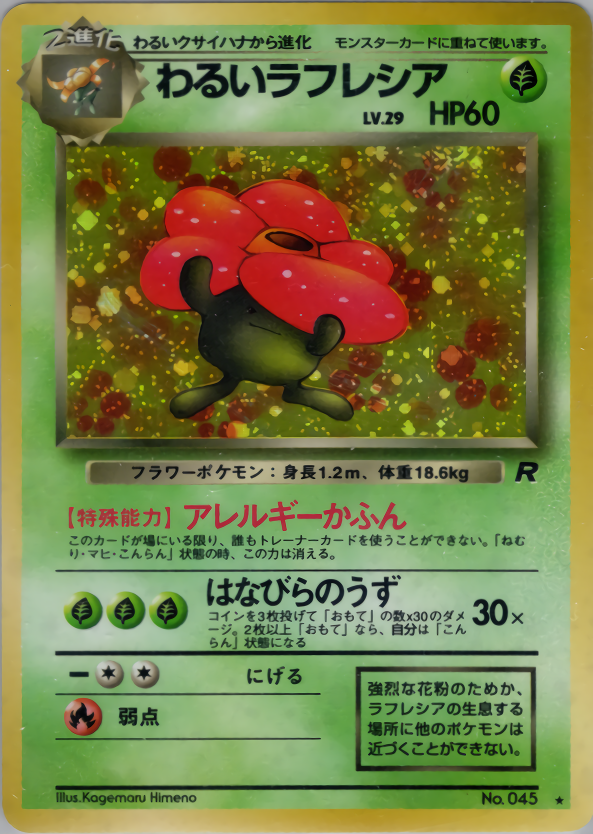 2進化
わるいクサイハナから進化 モンスターカードに重ねて使います。
わるいラフレシア
LV.29 HP60
フラワーポケモン：身長1.2m、体重18.6kg
R
【特殊能力】アレルギーかふん
このカードが場にいる限り、誰もトレーナーカードを使うことができない。「ねむ
り・マヒ・こんらん」状態の時、この力は消える。
はなびらのうず
コインを3枚投げて「おもて」の数x30のダメ
ージ。2枚以上「おもて」なら、自分は「こん
らん」状態になる
30×
にげる
弱点
強烈な花粉のためか、
ラフレシアの生息する
場所に他のポケモンは
近づくことができない。
Illus.Kagemaru Himeno
No.045 ★